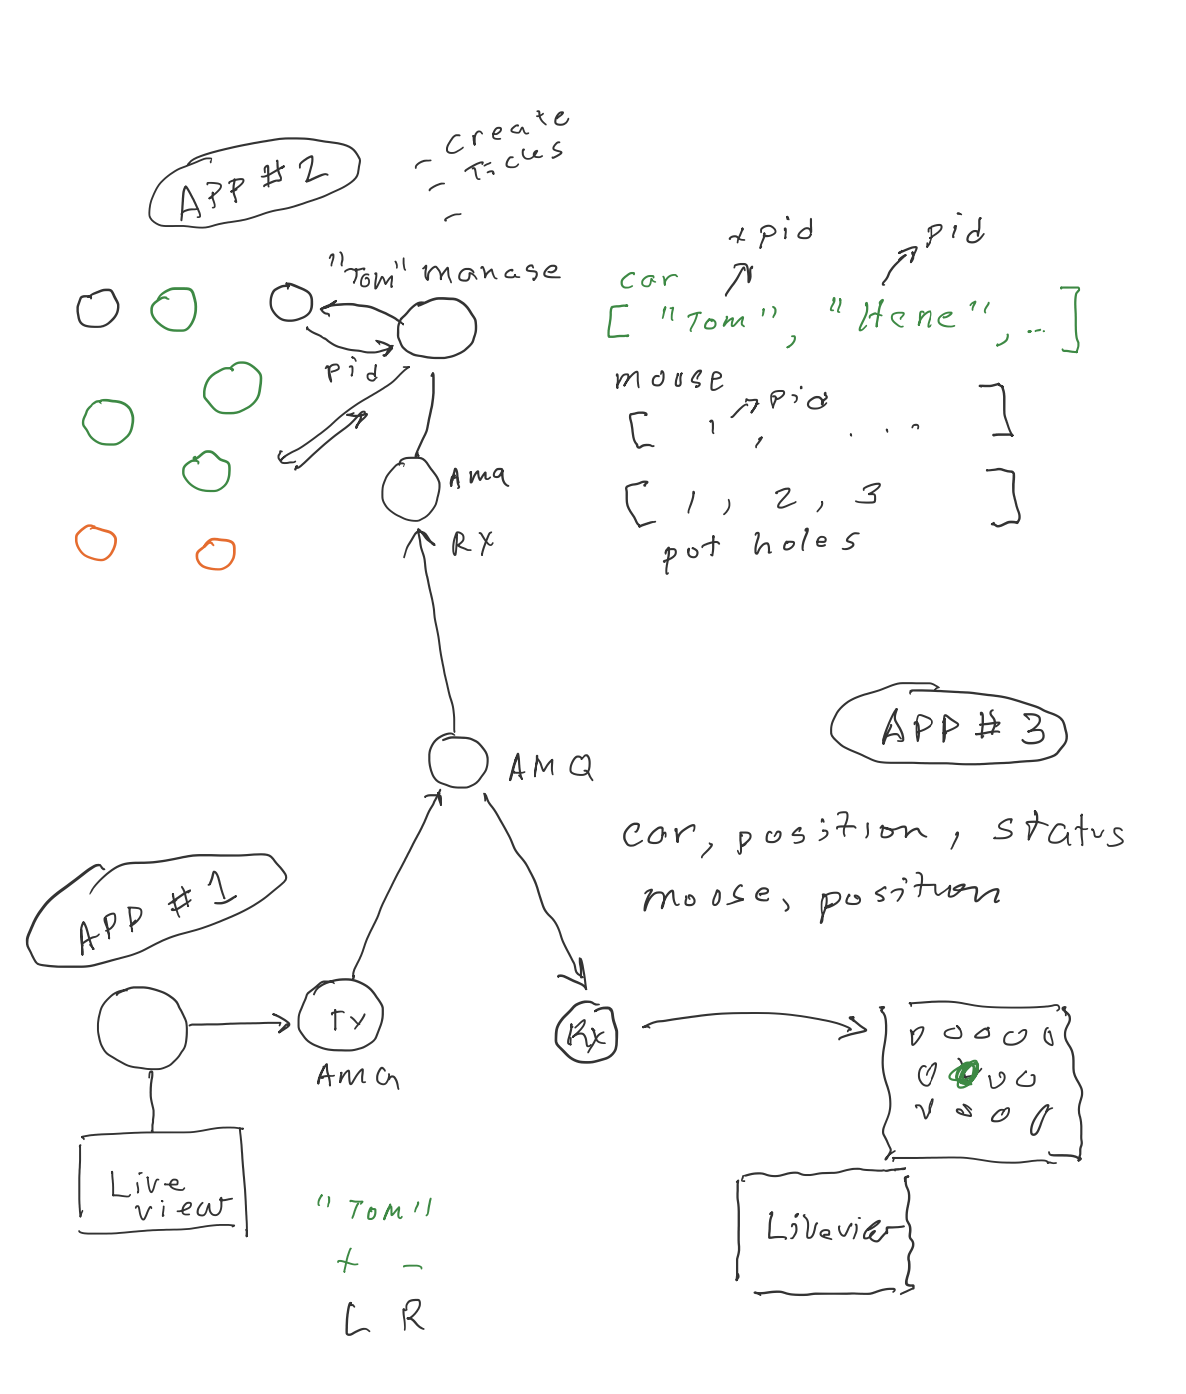 - create
- Ticks
-
APP # 2
"Tom" manage
pid
Amq
RX
+ pid
pid
car
[ "Tom", "Hene", ... ]
moose
[ , , . . . ]
pid
[ 1, 2, 3 ]
pot holes
AMQ
APP # 3
car, position, status
moose, position
APP # 1
TX
Amq
Rx
Live
view
Liveview
"Tom"
+ -
L R